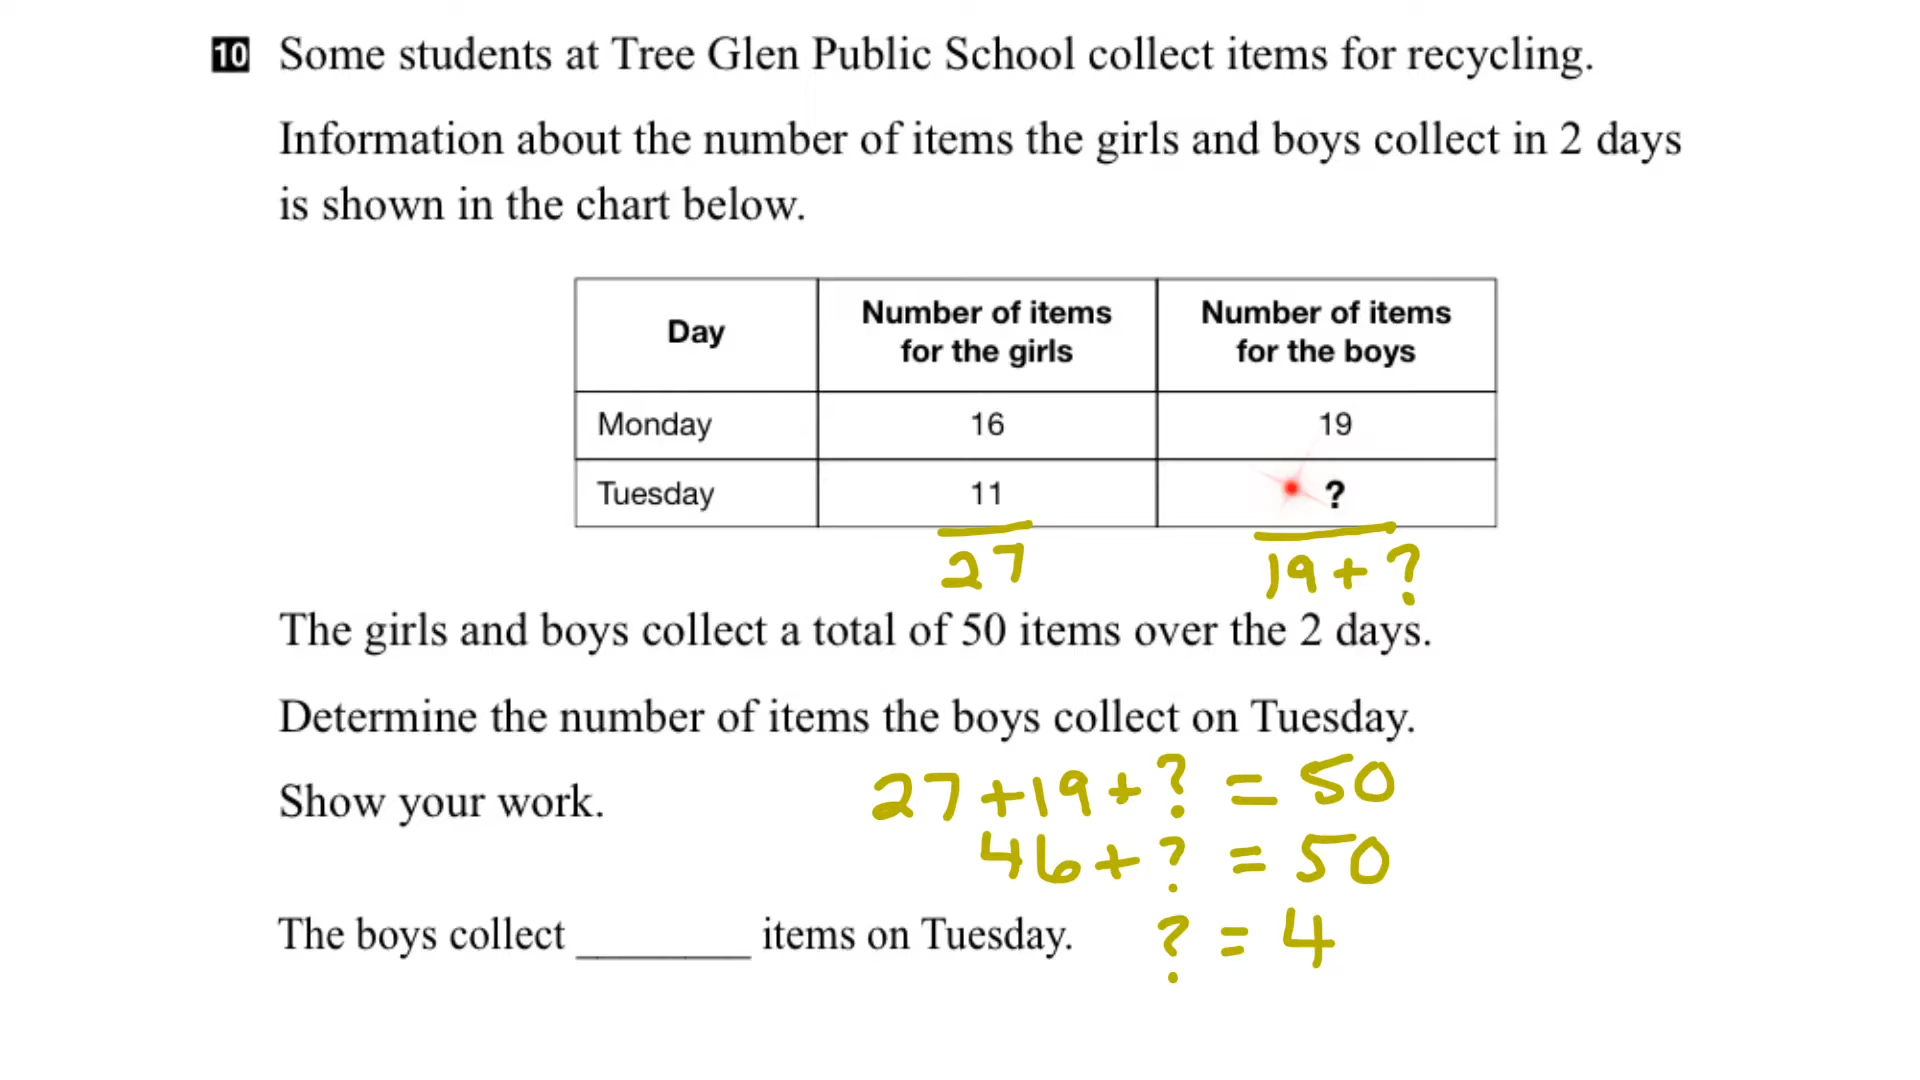 10 Some students at Tree Glen Public School collect items for recycling.
Information about the number of items the girls and boys collect in 2 days
is shown in the chart below.
Day
Number of items
for the girls
Number of items
for the boys
Monday 16 19
Tuesday 11 ?
27 19 + ?
The girls and boys collect a total of 50 items over the 2 days.
Determine the number of items the boys collect on Tuesday.
Show your work.
27 + 19 + ? = 50
46 + ? = 50
The boys collect ________ items on Tuesday.
? = 4